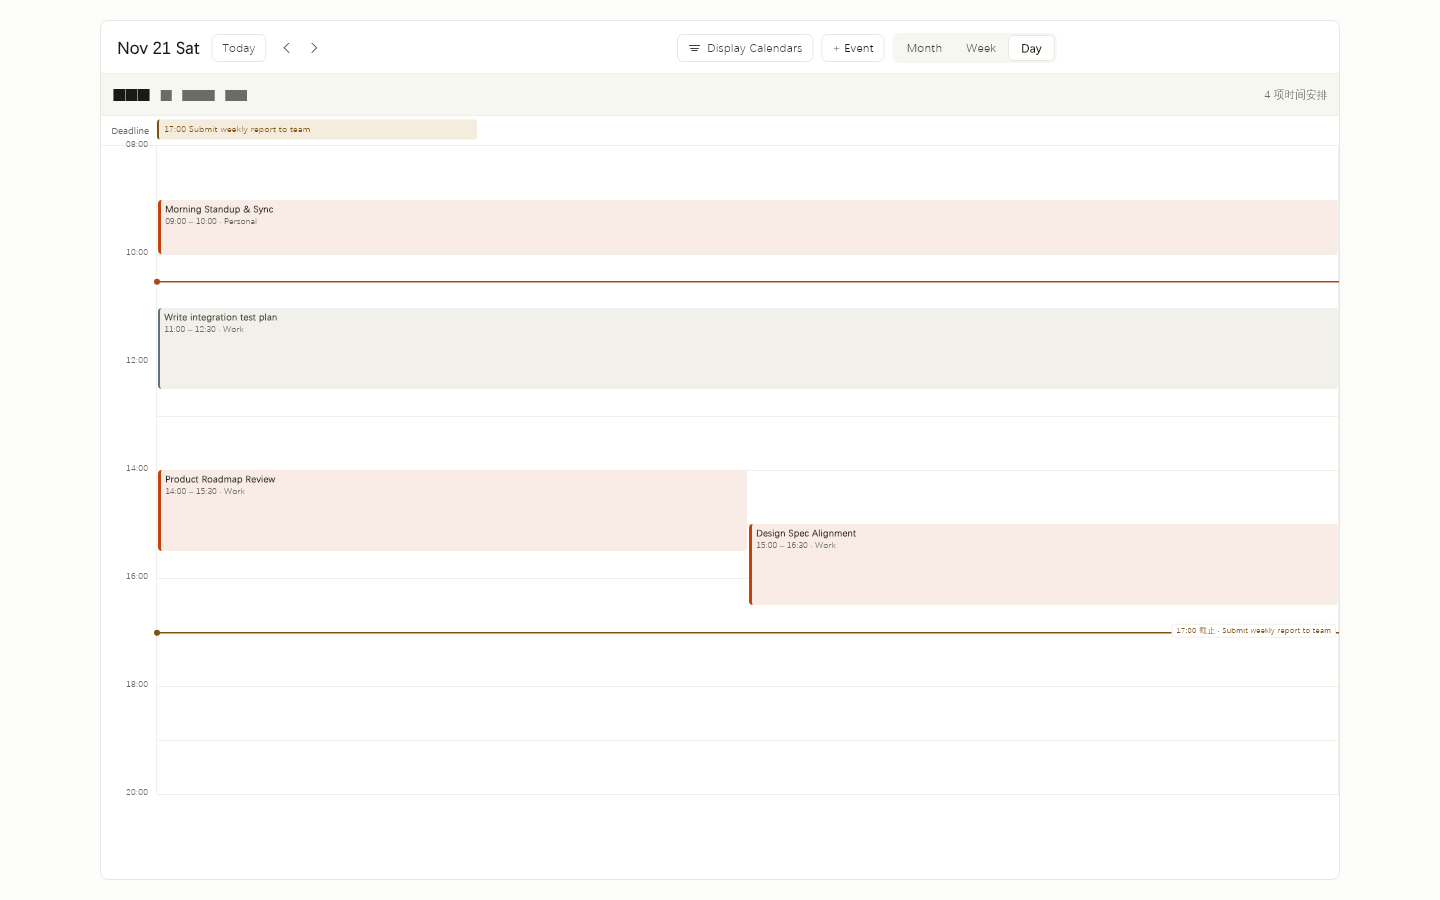 Nov 21 Sat
Today
Display Calendars
+ Event
Month
Week
Day
4 项时间安排
Deadline
17:00 Submit weekly report to team
08:00
Morning Standup & Sync
09:00 – 10:00 · Personal
10:00
Write integration test plan
11:00 – 12:30 · Work
12:00
14:00
Product Roadmap Review
14:00 – 15:30 · Work
Design Spec Alignment
15:00 – 16:30 · Work
16:00
17:00 截止 · Submit weekly report to team
18:00
20:00